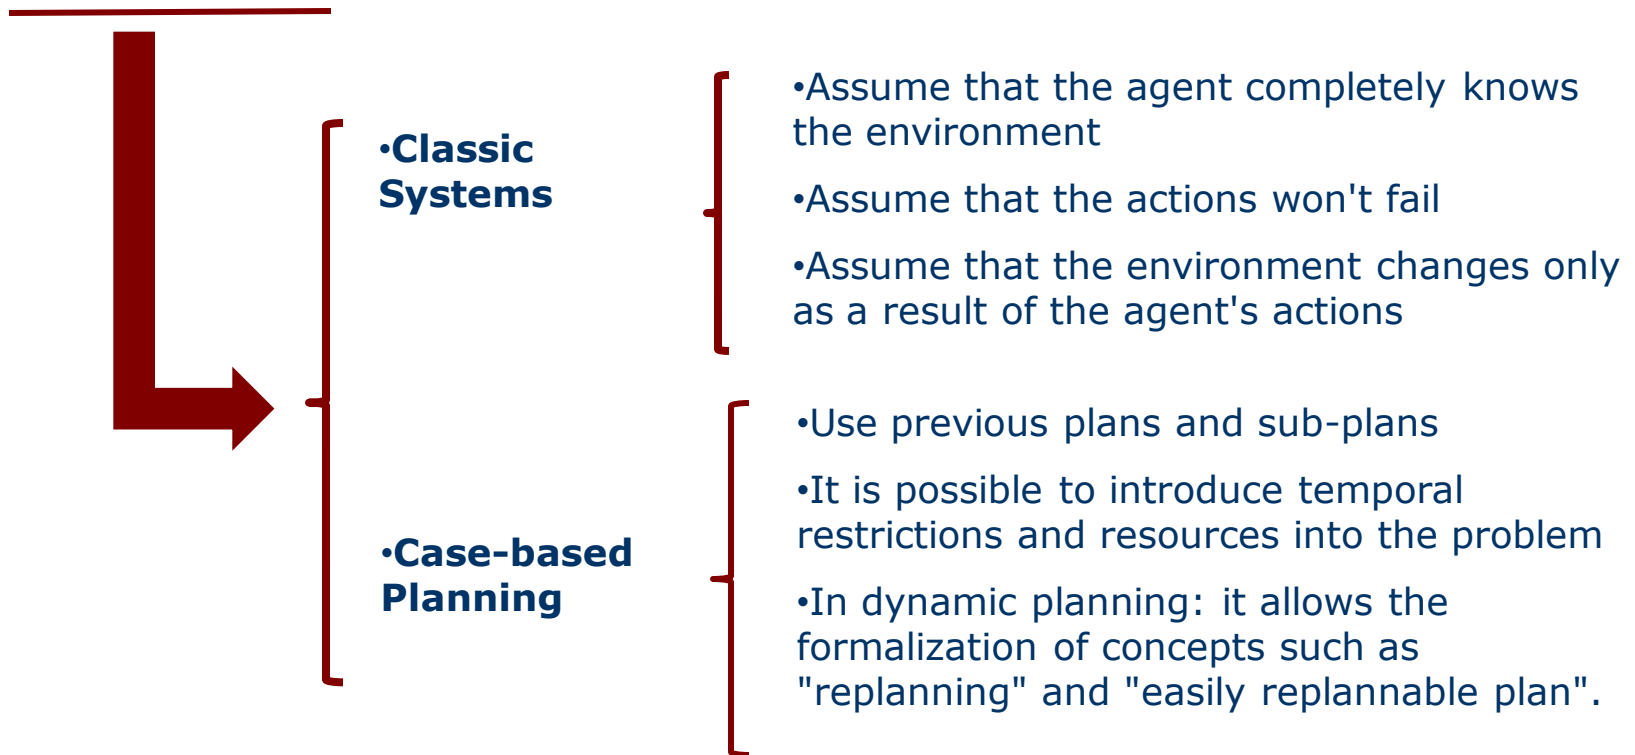 •Classic
Systems
•Assume that the agent completely knows
the environment
•Assume that the actions won't fail
•Assume that the environment changes only
as a result of the agent's actions
•Case-based
Planning
•Use previous plans and sub-plans
•It is possible to introduce temporal
restrictions and resources into the problem
•In dynamic planning: it allows the
formalization of concepts such as
"replanning" and "easily replannable plan".